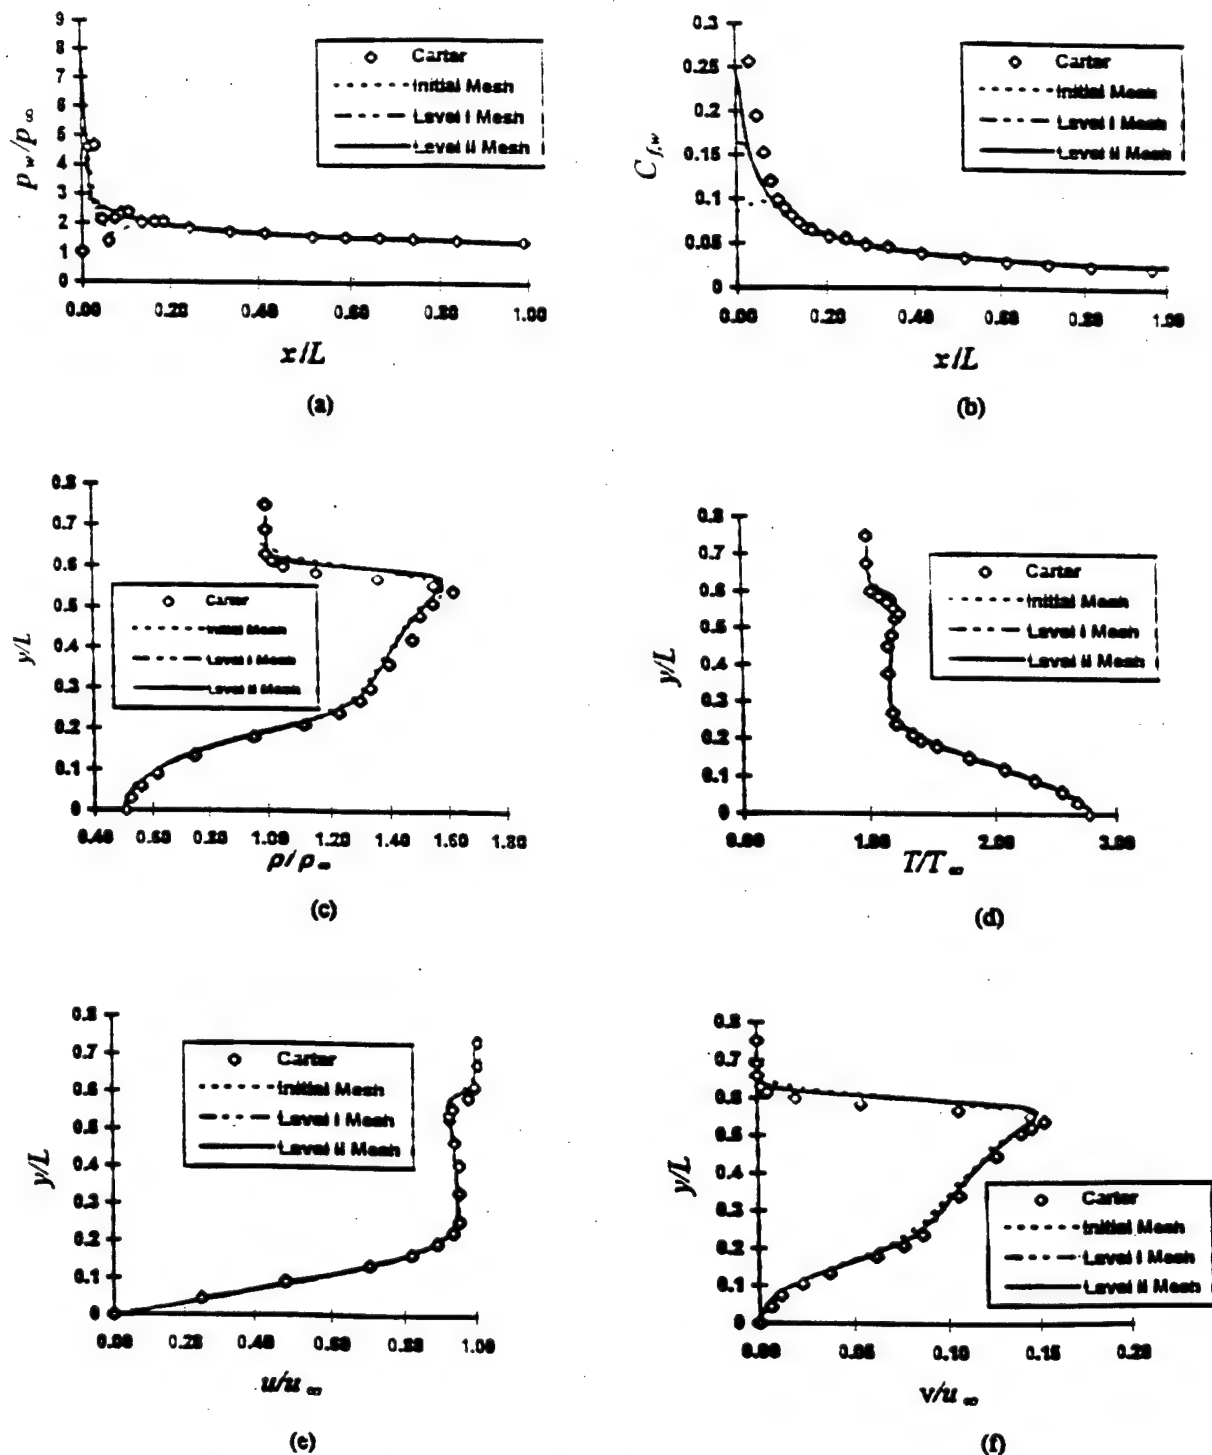 9
8
7
6
5
4
3
2
1
0
p_w/p_∞
Carter
Initial Mesh
Level I Mesh
Level II Mesh
0.00 0.20 0.40 0.60 0.80 1.00
x/L
(a)
0.3
0.25
0.2
0.15
0.1
0.05
0
C_{f,w}
Carter
Initial Mesh
Level I Mesh
Level II Mesh
0.00 0.20 0.40 0.60 0.80 1.00
x/L
(b)
0.8
0.7
0.6
0.5
0.4
0.3
0.2
0.1
0
y/L
Carter
Initial Mesh
Level I Mesh
Level II Mesh
0.40 0.60 0.80 1.00 1.20 1.40 1.60 1.80
ρ/ρ_∞
(c)
0.8
0.7
0.6
0.5
0.4
0.3
0.2
0.1
0
y/L
Carter
Initial Mesh
Level I Mesh
Level II Mesh
0.00 1.00 2.00 3.00
T/T_∞
(d)
0.8
0.7
0.6
0.5
0.4
0.3
0.2
0.1
0
y/L
Carter
Initial Mesh
Level I Mesh
Level II Mesh
0.00 0.20 0.40 0.60 0.80 1.00
u/u_∞
(e)
0.8
0.7
0.6
0.5
0.4
0.3
0.2
0.1
0
y/L
Carter
Initial Mesh
Level I Mesh
Level II Mesh
0.00 0.05 0.10 0.15 0.20
v/u_∞
(f)